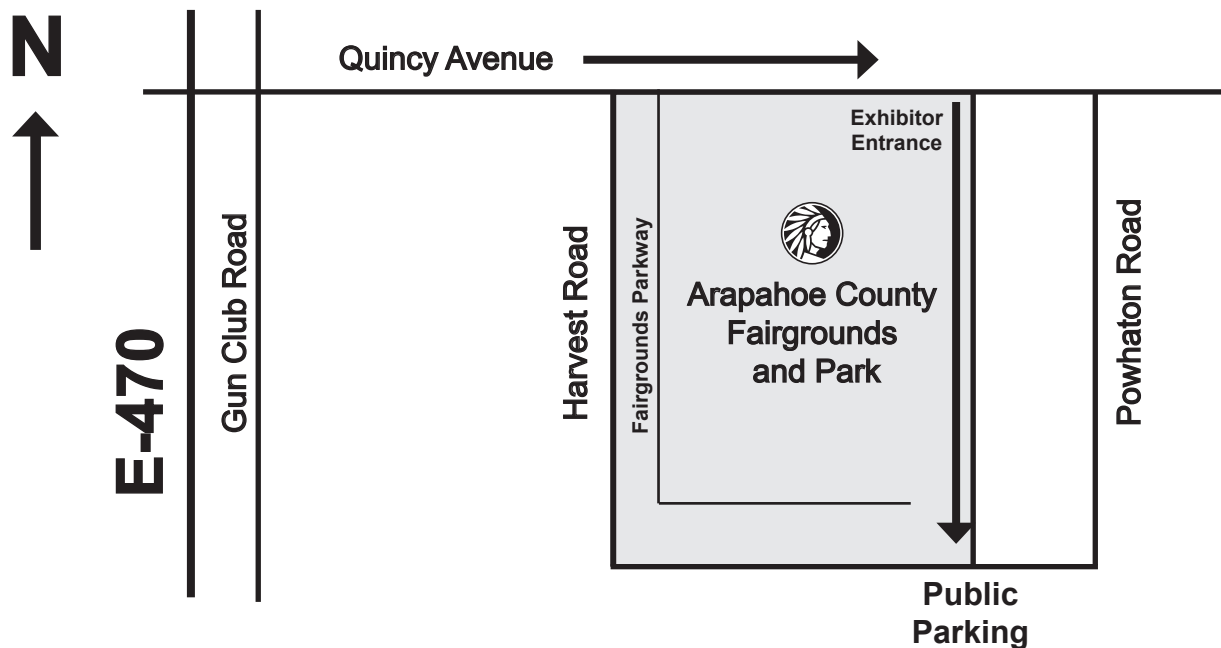 N
Quincy Avenue
Exhibitor
Entrance
E-470
Gun Club Road
Harvest Road
Fairgrounds Parkway
Arapahoe County
Fairgrounds
and Park
Powhaton Road
Public
Parking